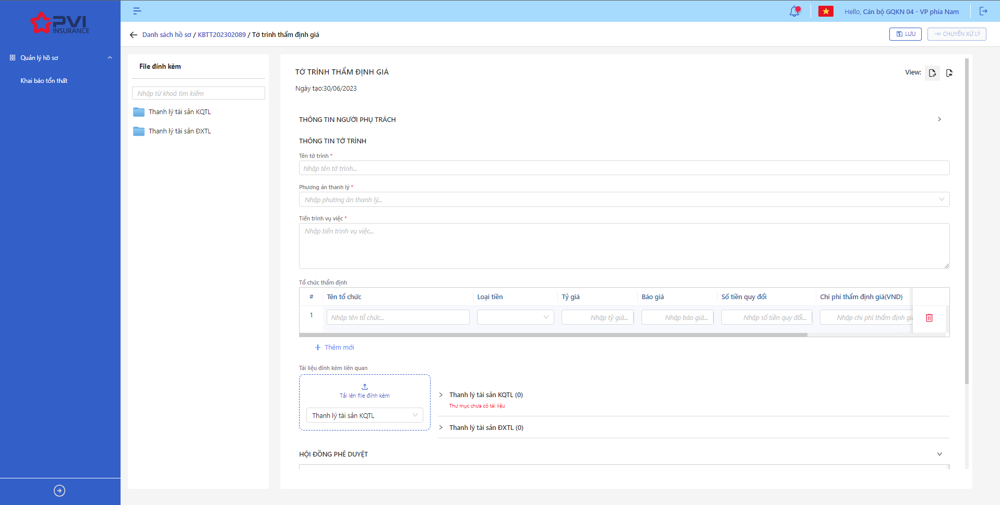 PVI
INSURANCE
Quản lý hồ sơ
Khai báo tổn thất
Hello, Cán bộ GQKN 04 - VP phía Nam
Danh sách hồ sơ / KBTT202302089 / Tờ trình thẩm định giá
LƯU
CHUYỂN XỬ LÝ
File đính kèm
Nhập từ khoá tìm kiếm
Thanh lý tài sản KQTL
Thanh lý tài sản ĐXTL
TỜ TRÌNH THẨM ĐỊNH GIÁ
View:
Ngày tạo:30/06/2023
THÔNG TIN NGƯỜI PHỤ TRÁCH
THÔNG TIN TỜ TRÌNH
Tên tờ trình *
Nhập tên tờ trình...
Phương án thanh lý *
Nhập phương án thanh lý...
Tiến trình vụ việc *
Nhập tiến trình vụ việc...
Tổ chức thẩm định
# Tên tổ chức Loại tiền Tỷ giá Báo giá Số tiền quy đổi Chi phí thẩm định giá(VND)
1 Nhập tên tổ chức... Nhập tỷ giá... Nhập báo giá... Nhập số tiền quy đổi... Nhập chi phí thẩm định giá
Thêm mới
Tài liệu đính kèm liên quan
Tải lên file đính kèm
Thanh lý tài sản KQTL
Thanh lý tài sản KQTL (0)
Thư mục chưa có tài liệu
Thanh lý tài sản ĐXTL (0)
HỘI ĐỒNG PHÊ DUYỆT